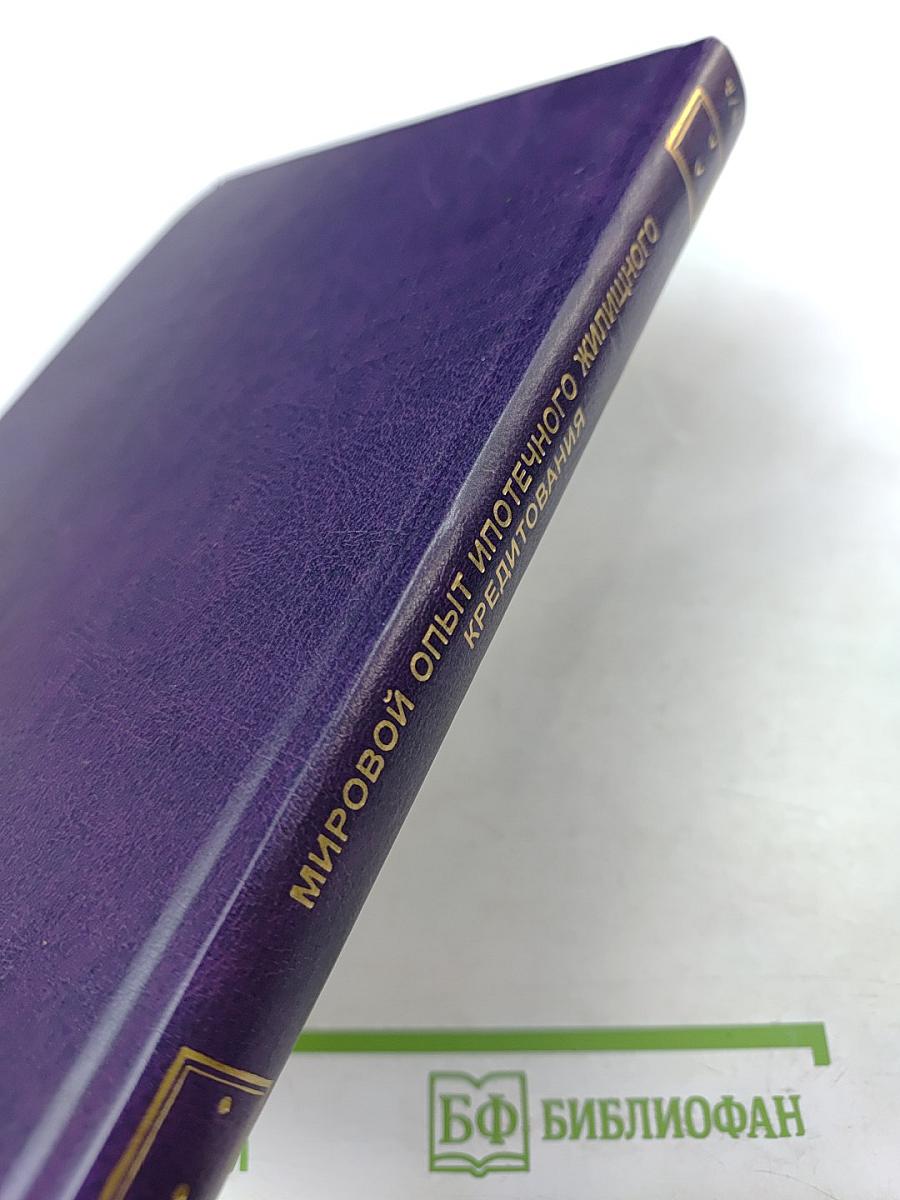 МИРОВОЙ ОПЫТ ИПОТЕЧНОГО ЖИЛИЩНОГО
КРЕДИТОВАНИЯ
БФ БИБЛИОФАН